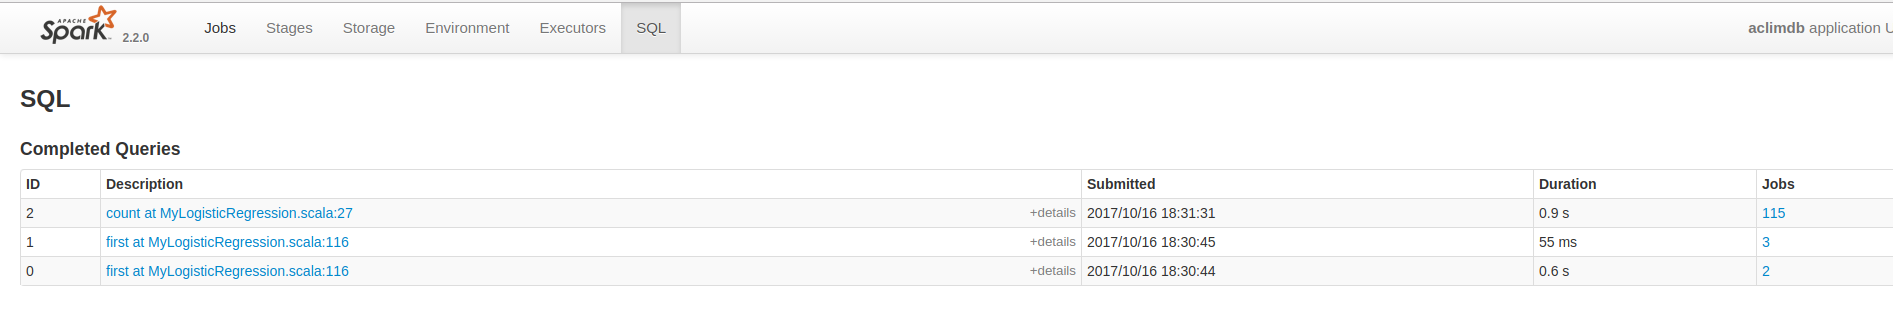 APACHE
Spark 2.2.0 Jobs Stages Storage Environment Executors SQL aclimdb application U
SQL
Completed Queries
ID Description Submitted Duration Jobs
2 count at MyLogisticRegression.scala:27 +details 2017/10/16 18:31:31 0.9 s 115
1 first at MyLogisticRegression.scala:116 +details 2017/10/16 18:30:45 55 ms 3
0 first at MyLogisticRegression.scala:116 +details 2017/10/16 18:30:44 0.6 s 2